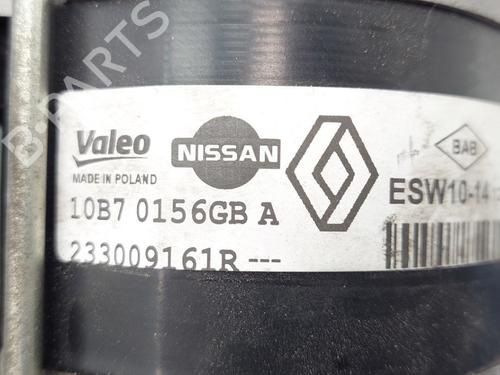 B-PARTS
Valeo
NISSAN
BAB
MADE IN POLAND
ESW10-14
10B7 0156GB A
233009161R ---